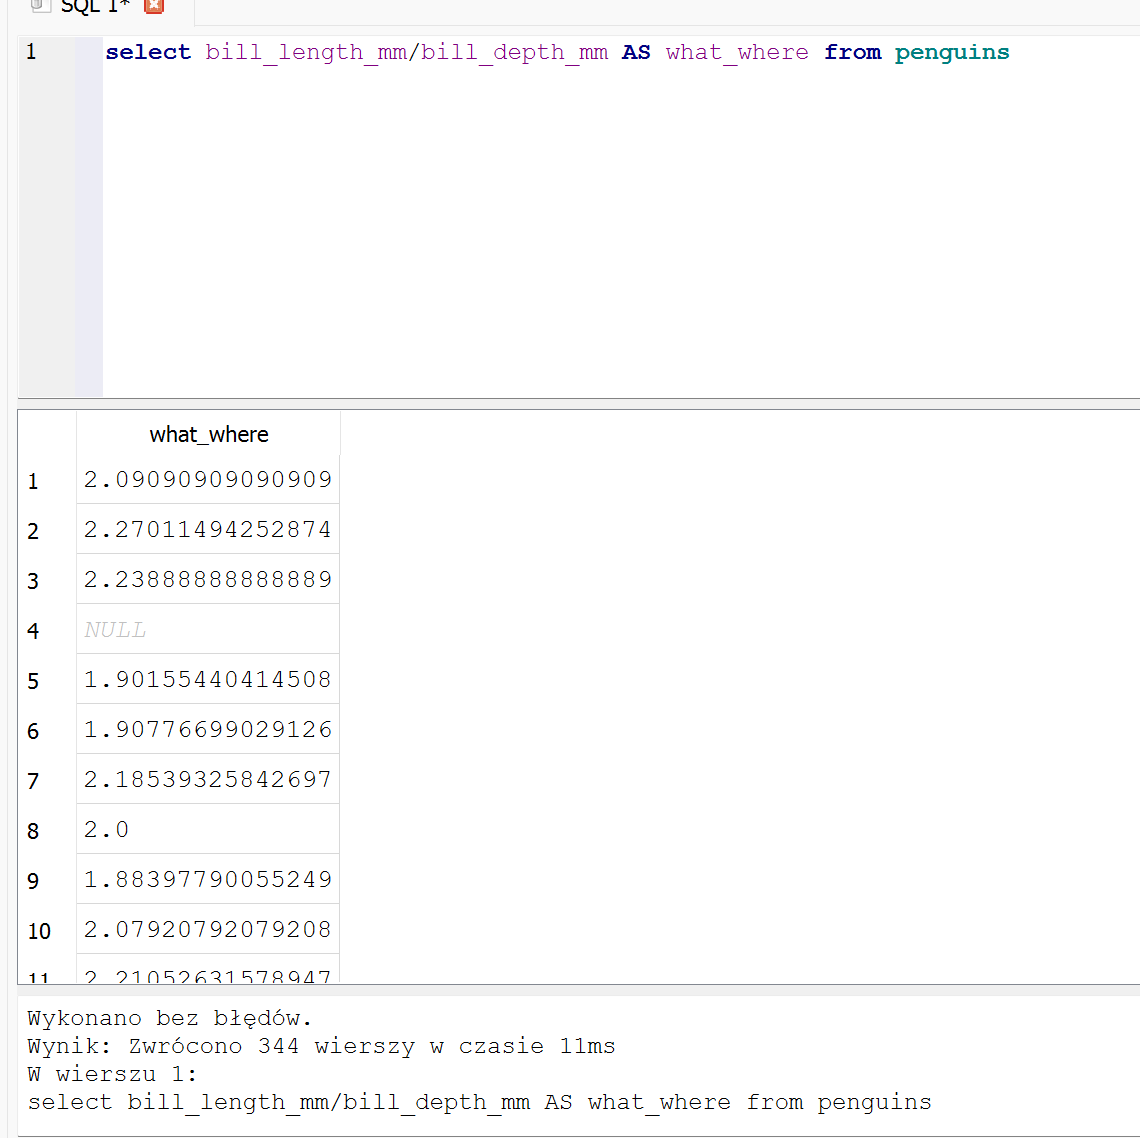 SQL 1*
1 select bill_length_mm/bill_depth_mm AS what_where from penguins
what_where
1 2.09090909090909
2 2.27011494252874
3 2.23888888888889
4 NULL
5 1.90155440414508
6 1.90776699029126
7 2.18539325842697
8 2.0
9 1.88397790055249
10 2.07920792079208
11 2.21052631578947
Wykonano bez błędów.
Wynik: Zwrócono 344 wierszy w czasie 11ms
W wierszu 1:
select bill_length_mm/bill_depth_mm AS what_where from penguins